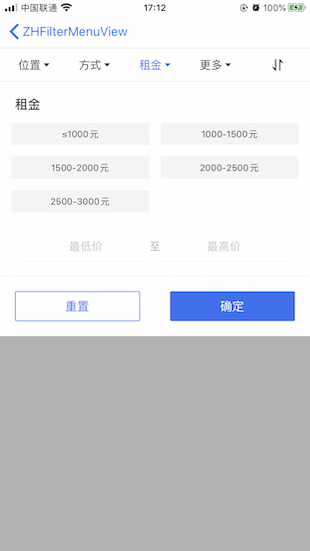 中国联通 17:12 100%
ZHFilterMenuView
位置 方式 租金 更多
租金
≤1000元 1000-1500元
1500-2000元 2000-2500元
2500-3000元
最低价 至 最高价
重置 确定